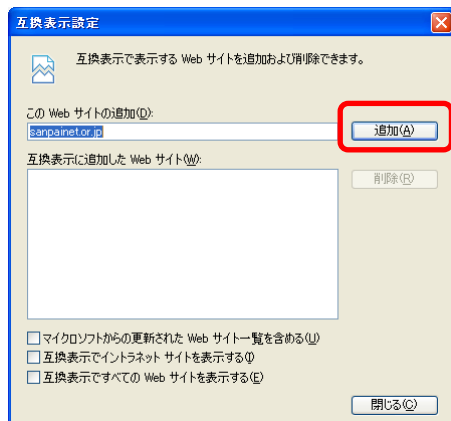 互換表示設定
互換表示で表示する Web サイトを追加および削除できます。
この Web サイトの追加(D):
sanpainet.or.jp
追加(A)
互換表示に追加した Web サイト(W):
削除(R)
マイクロソフトからの更新された Web サイト一覧を含める(U)
互換表示でイントラネット サイトを表示する(I)
互換表示ですべての Web サイトを表示する(E)
閉じる(C)